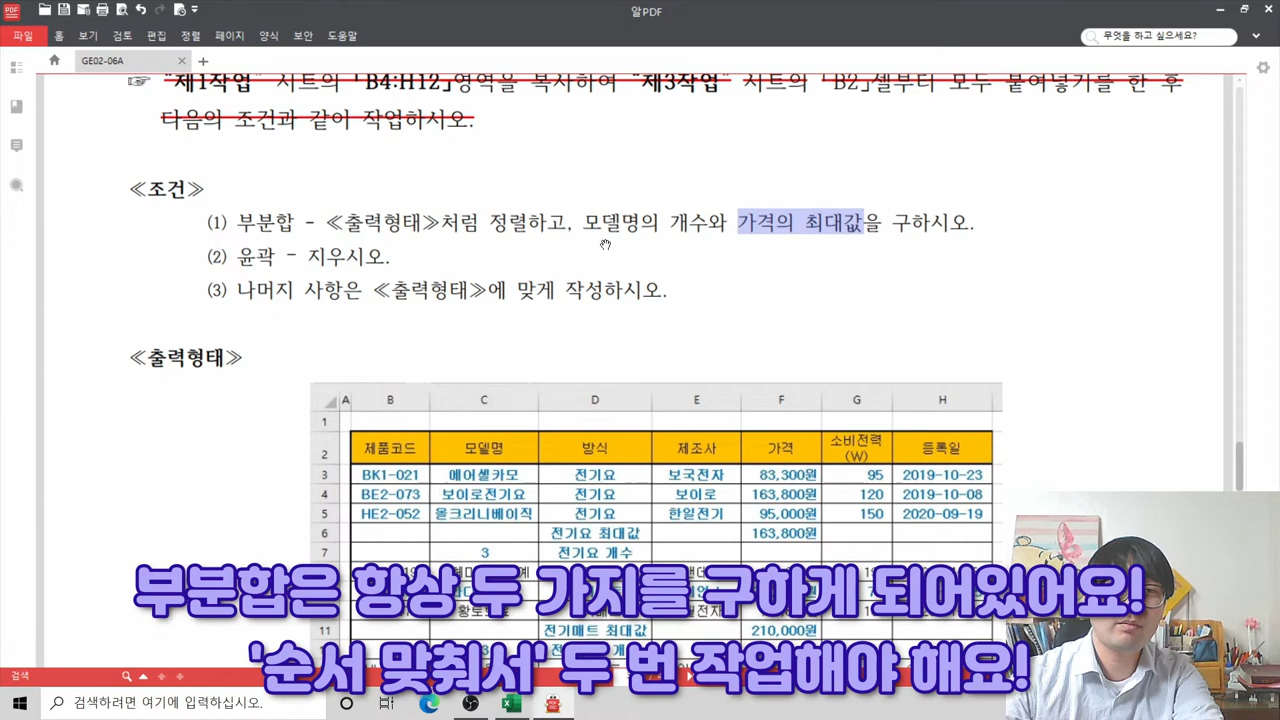 알PDF
파일 홈 보기 검토 편집 정렬 페이지 양식 보안 도움말
무엇을 하고 싶으세요?
GE02-06A
☞ "제1작업" 시트의 「B4:H12」영역을 복사하여 "제3작업" 시트의 「B2」셀부터 모두 붙여넣기를 한 후
다음의 조건과 같이 작업하시오.
≪조건≫
(1) 부분합 - ≪출력형태≫처럼 정렬하고, 모델명의 개수와 가격의 최대값을 구하시오.
(2) 윤곽 - 지우시오.
(3) 나머지 사항은 ≪출력형태≫에 맞게 작성하시오.
≪출력형태≫
A B C D E F G H
1
2 제품코드 모델명 방식 제조사 가격 소비전력 (W) 등록일
3 BK1-021 에어셀카모 전기요 보국전자 83,300원 95 2019-10-23
4 BE2-073 보이로전기요 전기요 보이로 163,800원 120 2019-10-08
5 HE2-052 올크리니베이직 전기요 한일전기 95,000원 150 2020-09-19
6 전기요 최대값 163,800원
7 3 전기요 개수
부분합은 항상 두 가지를 구하게 되어있어요!
11 전기매트 최대값 210,000원
'순서 맞춰서' 두 번 작업해야 해요!
검색
검색하려면 여기에 입력하십시오.